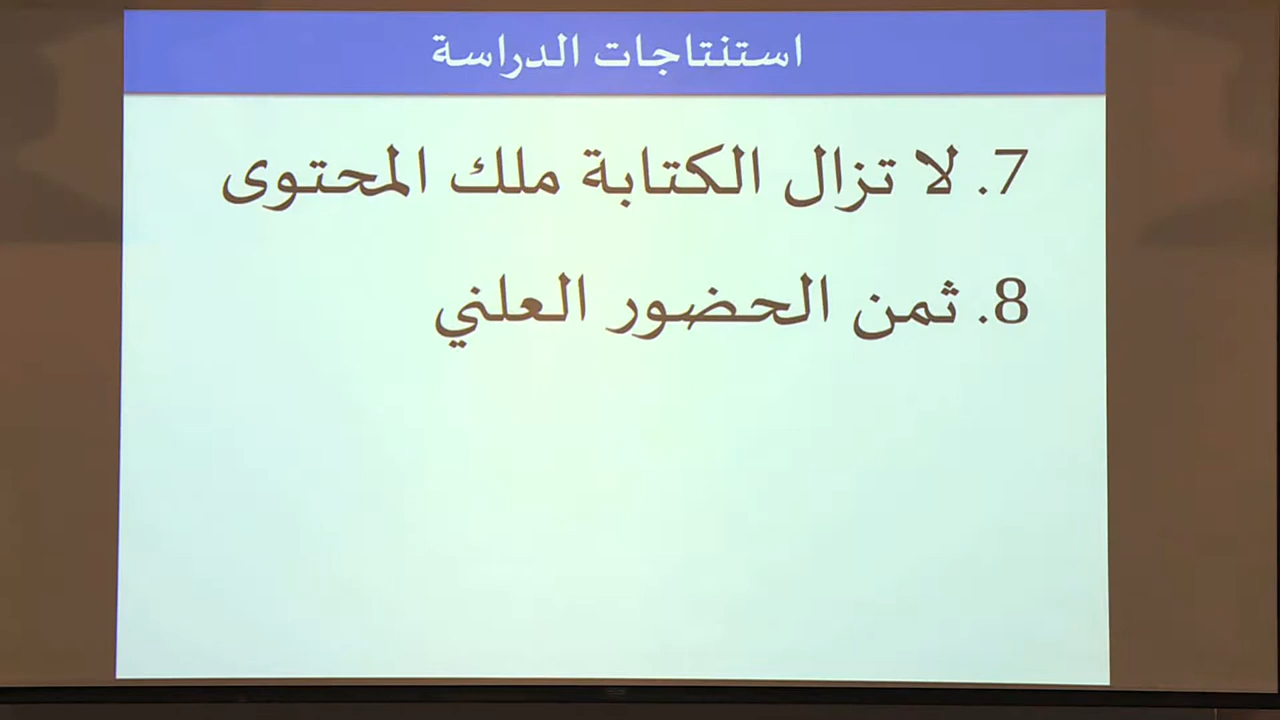 استنتاجات الدراسة
7. لا تزال الكتابة ملك المحتوى
8. ثمن الحضور العلني